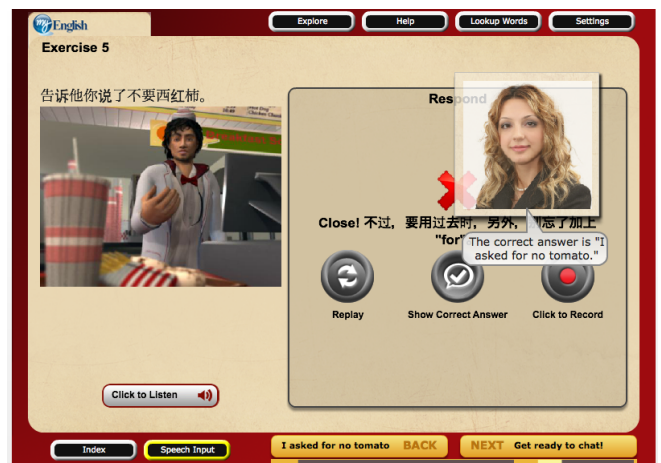 my English
Explore
Help
Lookup Words
Settings
Exercise 5
告诉他你说了不要西红柿。
Respond
Close! 不过，要用过去时，另外，别忘了加上
"for"
The correct answer is "I
asked for no tomato."
Replay
Show Correct Answer
Click to Record
Click to Listen
Index
Speech Input
I asked for no tomato BACK
NEXT Get ready to chat!